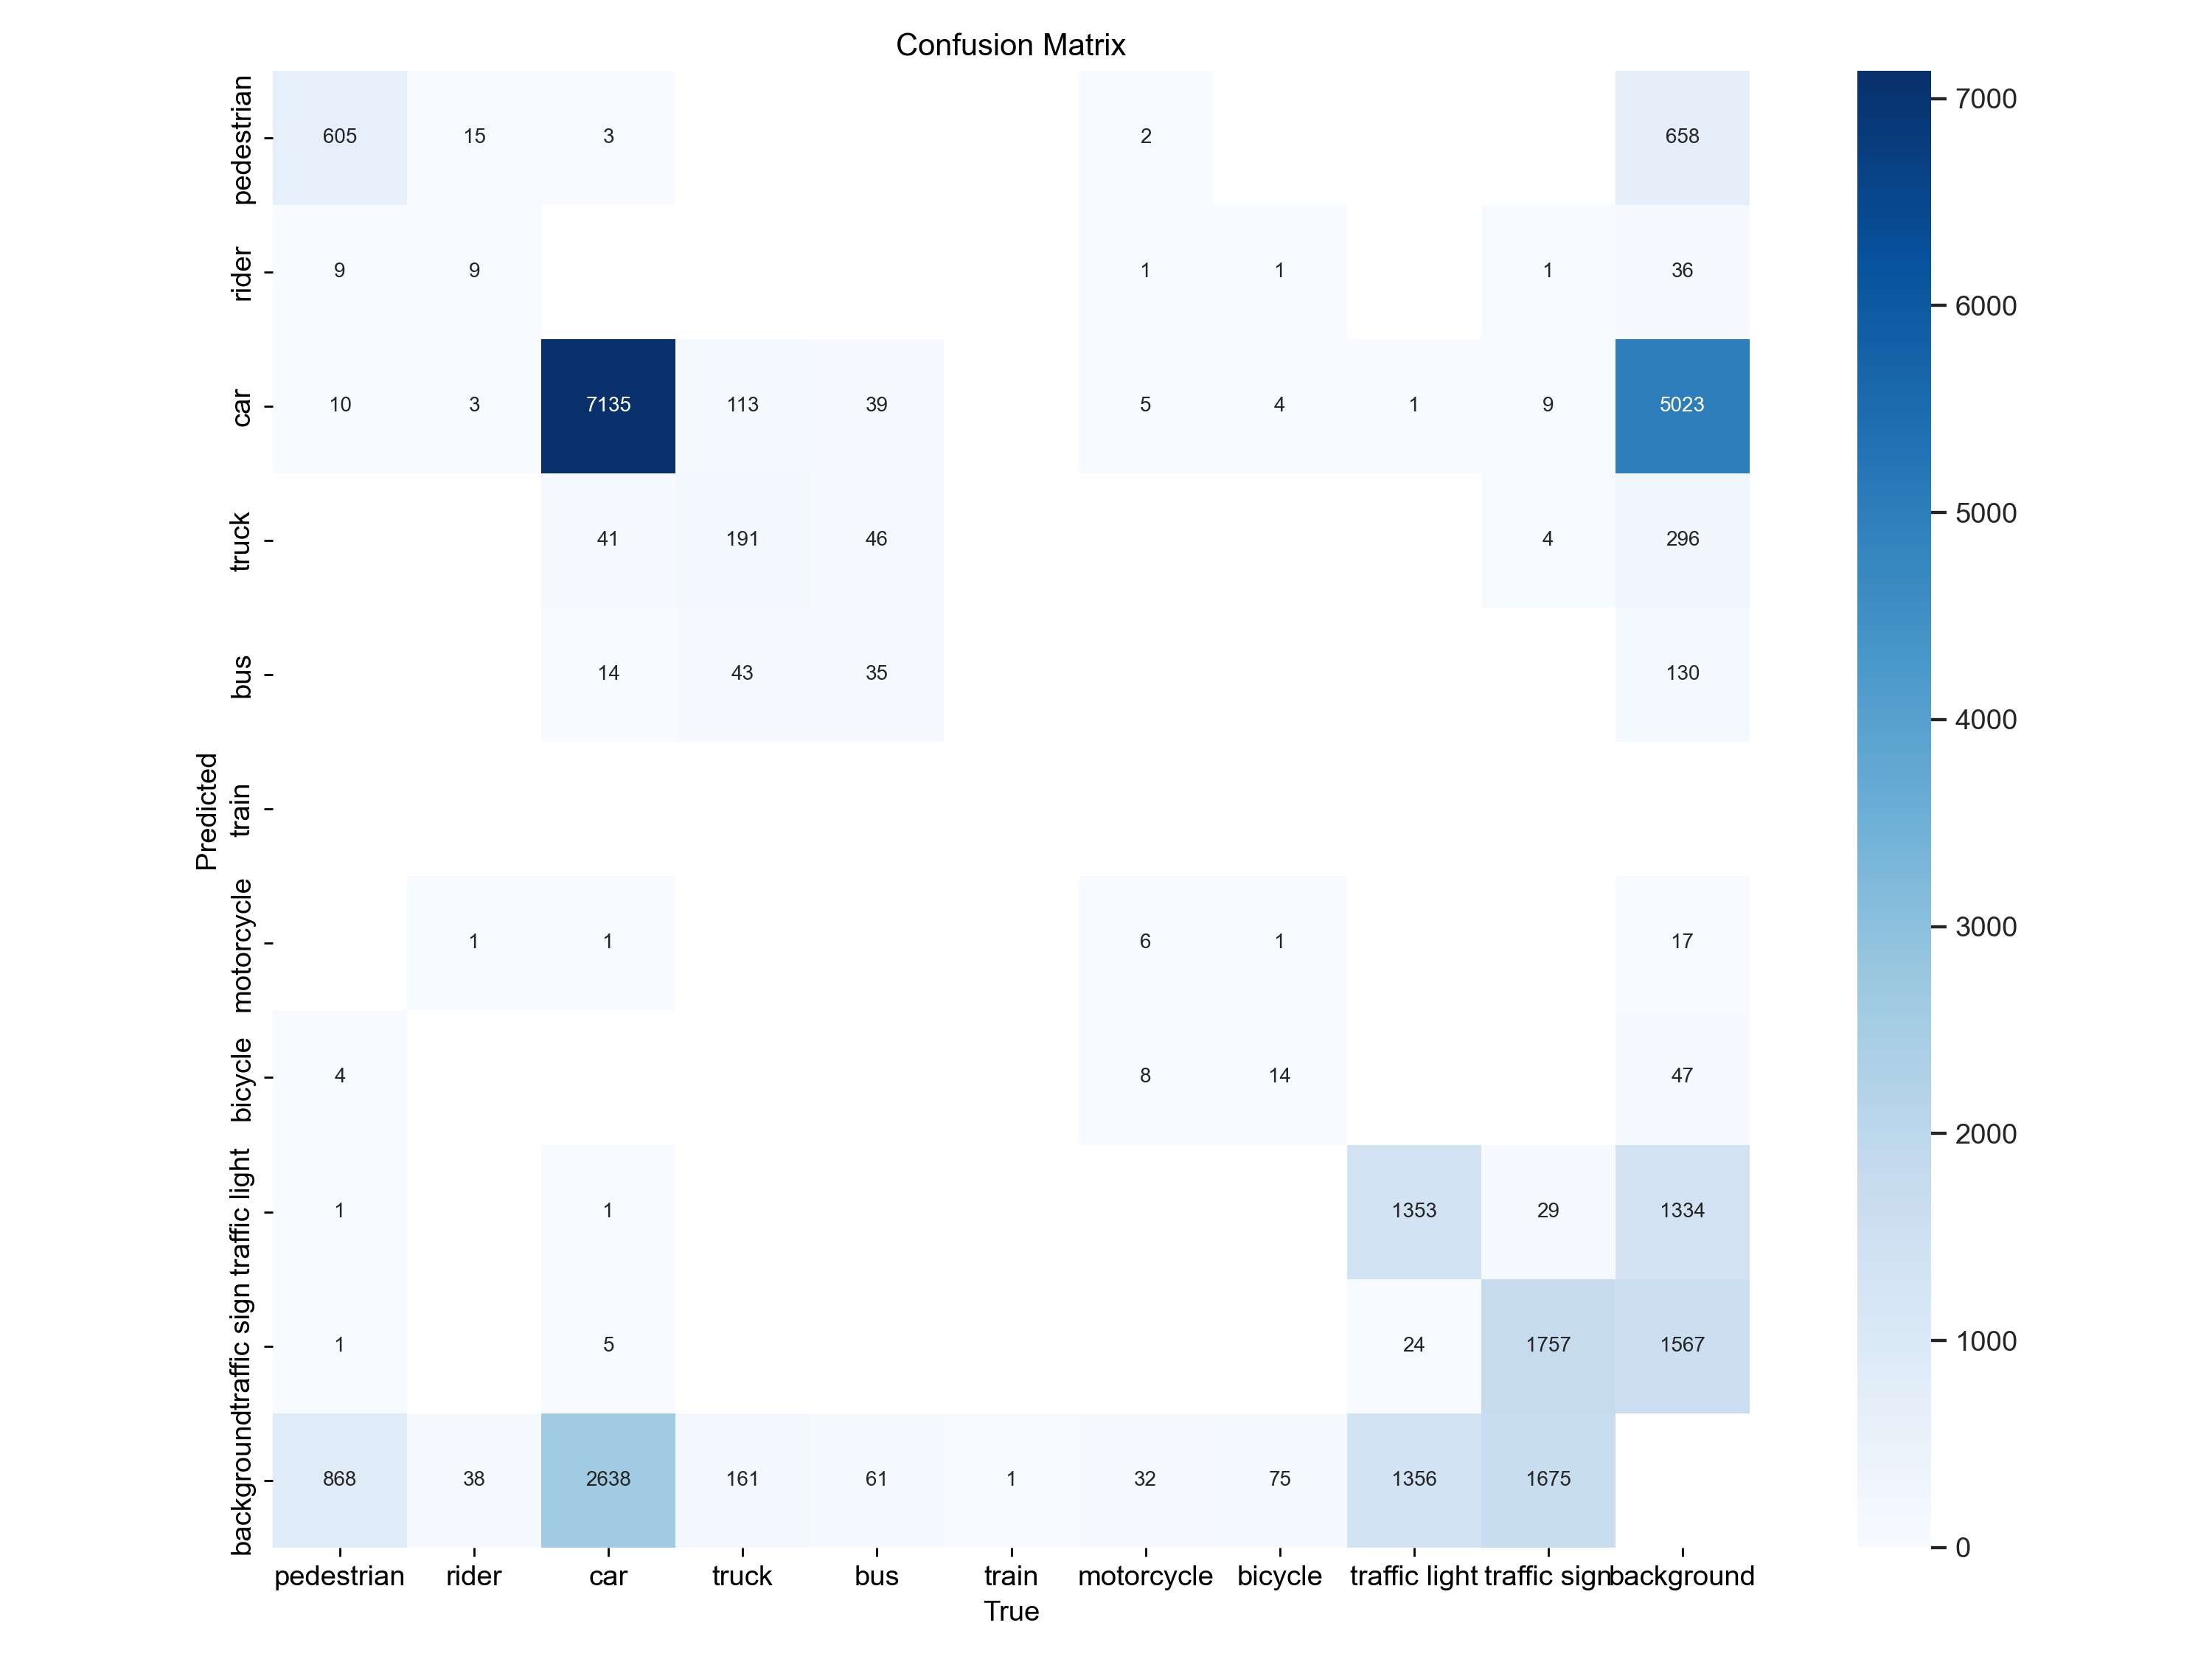 Confusion Matrix
pedestrian 605 15 3 2 658 7000
rider 9 9 1 1 1 36 6000
car 10 3 7135 113 39 5 4 1 9 5023
truck 41 191 46 4 296 5000
bus 14 43 35 130 4000
Predicted
train
motorcycle 1 1 6 1 17 3000
bicycle 4 8 14 47 2000
traffic light 1 1 1353 29 1334
traffic sign 1 5 24 1757 1567 1000
background 868 38 2638 161 61 1 32 75 1356 1675 0
pedestrian rider car truck bus train motorcycle bicycle traffic light traffic sign background
True